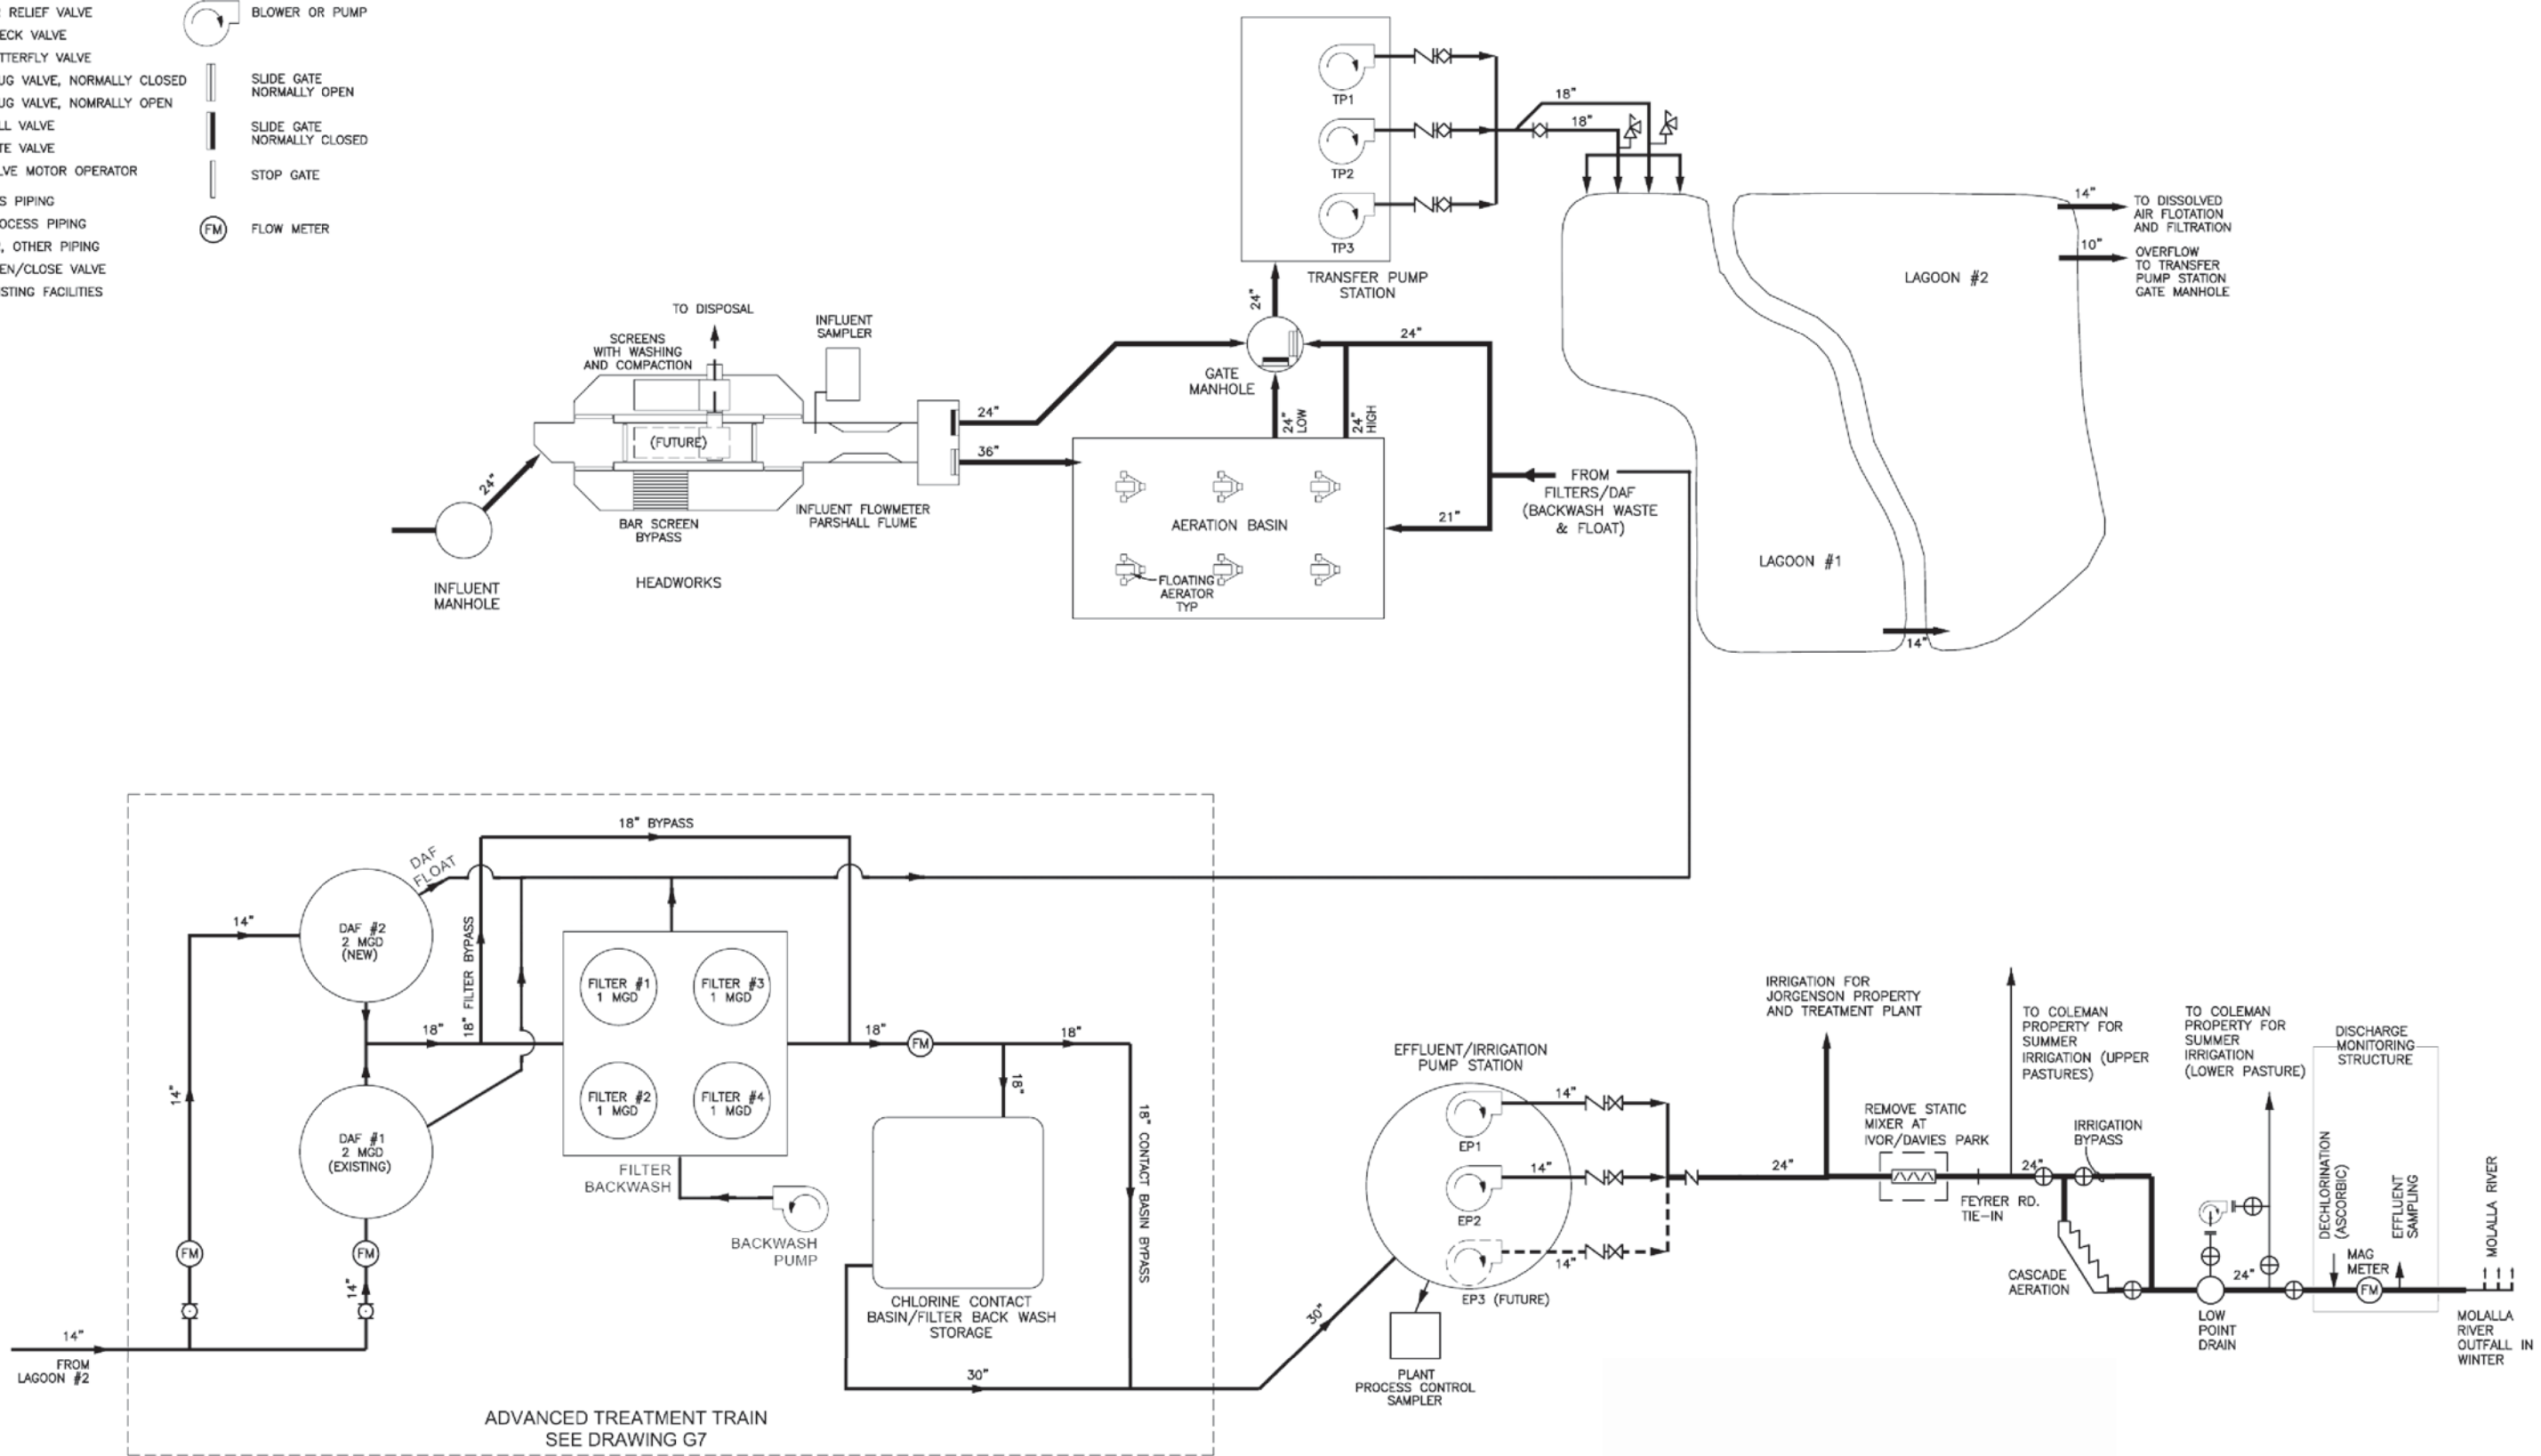 RELIEF VALVE
ECK VALVE
TTERFLY VALVE
UG VALVE, NORMALLY CLOSED
UG VALVE, NOMRALLY OPEN
LL VALVE
TE VALVE
LVE MOTOR OPERATOR
S PIPING
OCESS PIPING
, OTHER PIPING
EN/CLOSE VALVE
ISTING FACILITIES
BLOWER OR PUMP
SLIDE GATE
NORMALLY OPEN
SLIDE GATE
NORMALLY CLOSED
STOP GATE
FM
FLOW METER
TP1
TP2
TP3
TRANSFER PUMP
STATION
18"
18"
24"
GATE
MANHOLE
24"
24"
LOW
24"
HIGH
TO DISPOSAL
SCREENS
WITH WASHING
AND COMPACTION
INFLUENT
SAMPLER
(FUTURE)
24"
36"
24"
BAR SCREEN
BYPASS
INFLUENT FLOWMETER
PARSHALL FLUME
INFLUENT
MANHOLE
HEADWORKS
AERATION BASIN
FLOATING
AERATOR
TYP
21"
FROM
FILTERS/DAF
(BACKWASH WASTE
& FLOAT)
LAGOON #1
LAGOON #2
14"
14"
TO DISSOLVED
AIR FLOTATION
AND FILTRATION
10"
OVERFLOW
TO TRANSFER
PUMP STATION
GATE MANHOLE
18" BYPASS
DAF
FLOAT
14"
DAF #2
2 MGD
(NEW)
18" FILTER BYPASS
18"
14"
DAF #1
2 MGD
(EXISTING)
FM
FM
14"
14"
FROM
LAGOON #2
FILTER #1
1 MGD
FILTER #3
1 MGD
FILTER #2
1 MGD
FILTER #4
1 MGD
FILTER
BACKWASH
BACKWASH
PUMP
18"
FM
18"
18"
18" CONTACT BASIN BYPASS
CHLORINE CONTACT
BASIN/FILTER BACK WASH
STORAGE
30"
30"
ADVANCED TREATMENT TRAIN
SEE DRAWING G7
EFFLUENT/IRRIGATION
PUMP STATION
EP1
EP2
EP3 (FUTURE)
14"
14"
14"
PLANT
PROCESS CONTROL
SAMPLER
24"
IRRIGATION FOR
JORGENSON PROPERTY
AND TREATMENT PLANT
REMOVE STATIC
MIXER AT
IVOR/DAVIES PARK
FEYRER RD.
TIE-IN
TO COLEMAN
PROPERTY FOR
SUMMER
IRRIGATION (UPPER
PASTURES)
24"
IRRIGATION
BYPASS
CASCADE
AERATION
TO COLEMAN
PROPERTY FOR
SUMMER
IRRIGATION
(LOWER PASTURE)
LOW
POINT
DRAIN
24"
DISCHARGE
MONITORING
STRUCTURE
DECHLORINATION
(ASCORBIC)
MAG
METER
FM
EFFLUENT
SAMPLING
MOLALLA RIVER
MOLALLA
RIVER
OUTFALL IN
WINTER